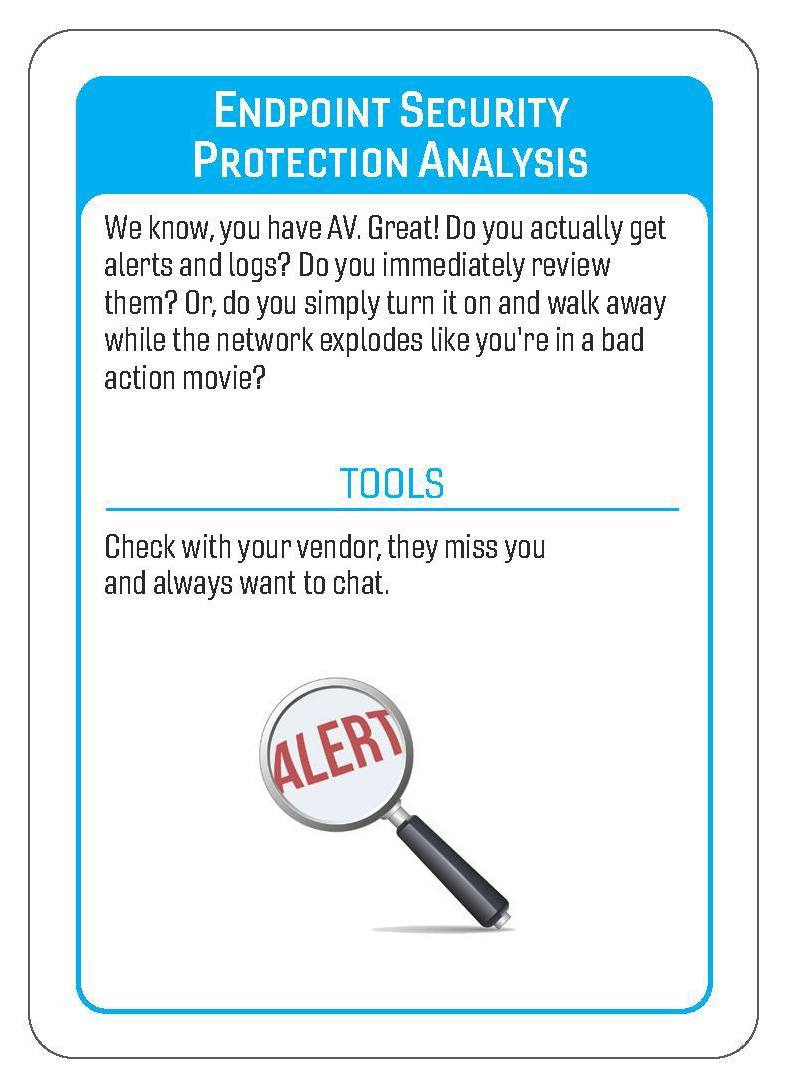 Endpoint Security
Protection Analysis
We know, you have AV. Great! Do you actually get
alerts and logs? Do you immediately review
them? Or, do you simply turn it on and walk away
while the network explodes like you're in a bad
action movie?
TOOLS
Check with your vendor, they miss you
and always want to chat.
ALERT